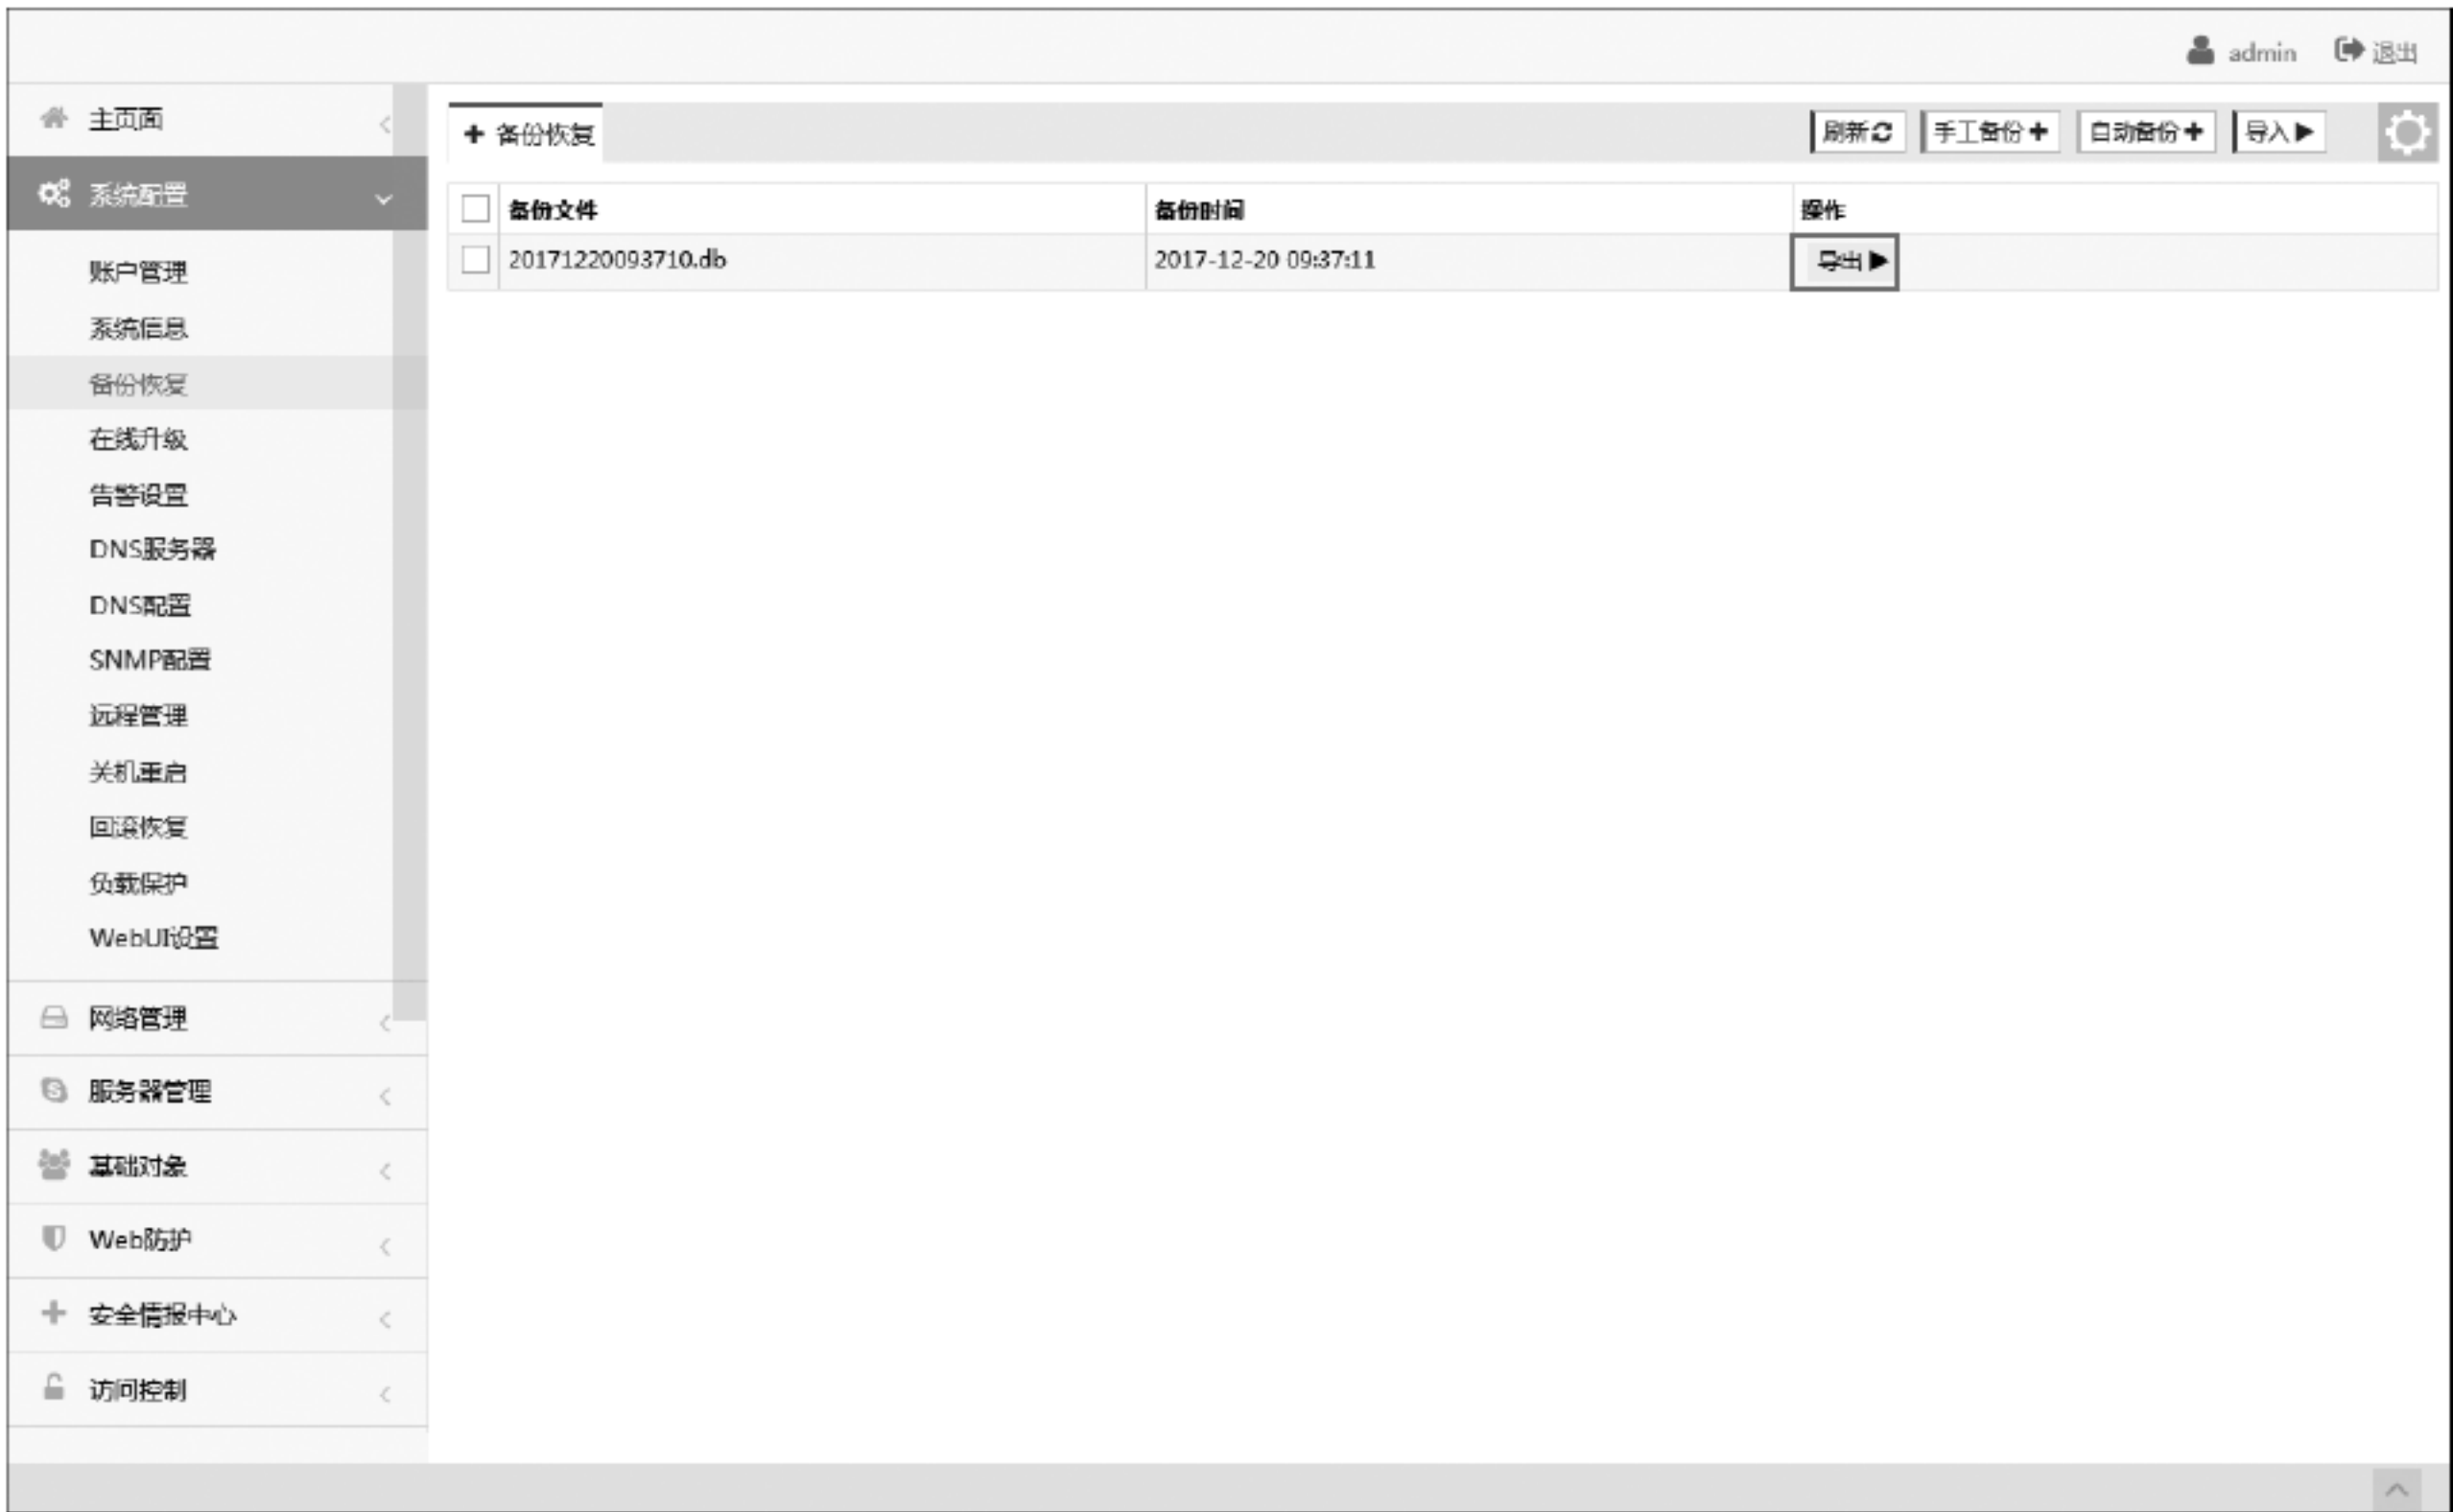 admin 退出
主页面
系统配置
账户管理
系统信息
备份恢复
在线升级
告警设置
DNS服务器
DNS配置
SNMP配置
远程管理
关机重启
回滚恢复
负载保护
WebUI设置
网络管理
服务器管理
基础对象
Web防护
安全情报中心
访问控制
备份恢复
刷新 手工备份 自动备份 导入
备份文件 备份时间 操作
20171220093710.db 2017-12-20 09:37:11 导出